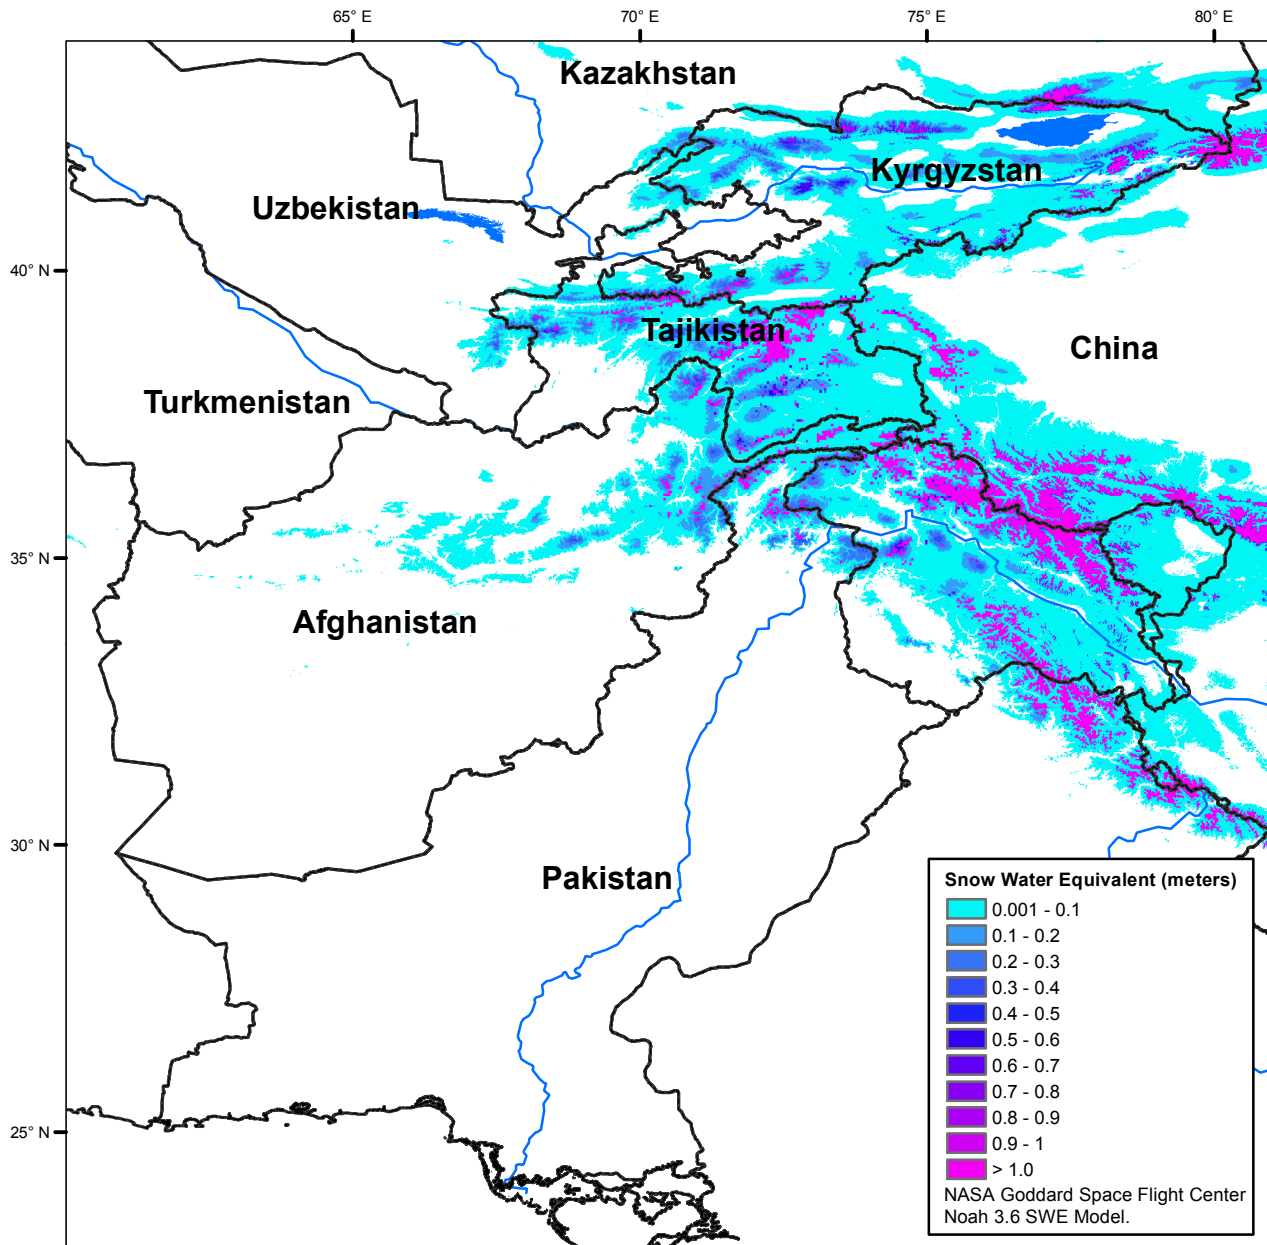 65° E
70° E
75° E
80° E
Kazakhstan
Kyrgyzstan
Uzbekistan
40° N
Tajikistan
China
Turkmenistan
35° N
Afghanistan
30° N
Pakistan
Snow Water Equivalent (meters)
0.001 - 0.1
0.1 - 0.2
0.2 - 0.3
0.3 - 0.4
0.4 - 0.5
0.5 - 0.6
0.6 - 0.7
0.7 - 0.8
0.8 - 0.9
0.9 - 1
> 1.0
25° N
NASA Goddard Space Flight Center
Noah 3.6 SWE Model.